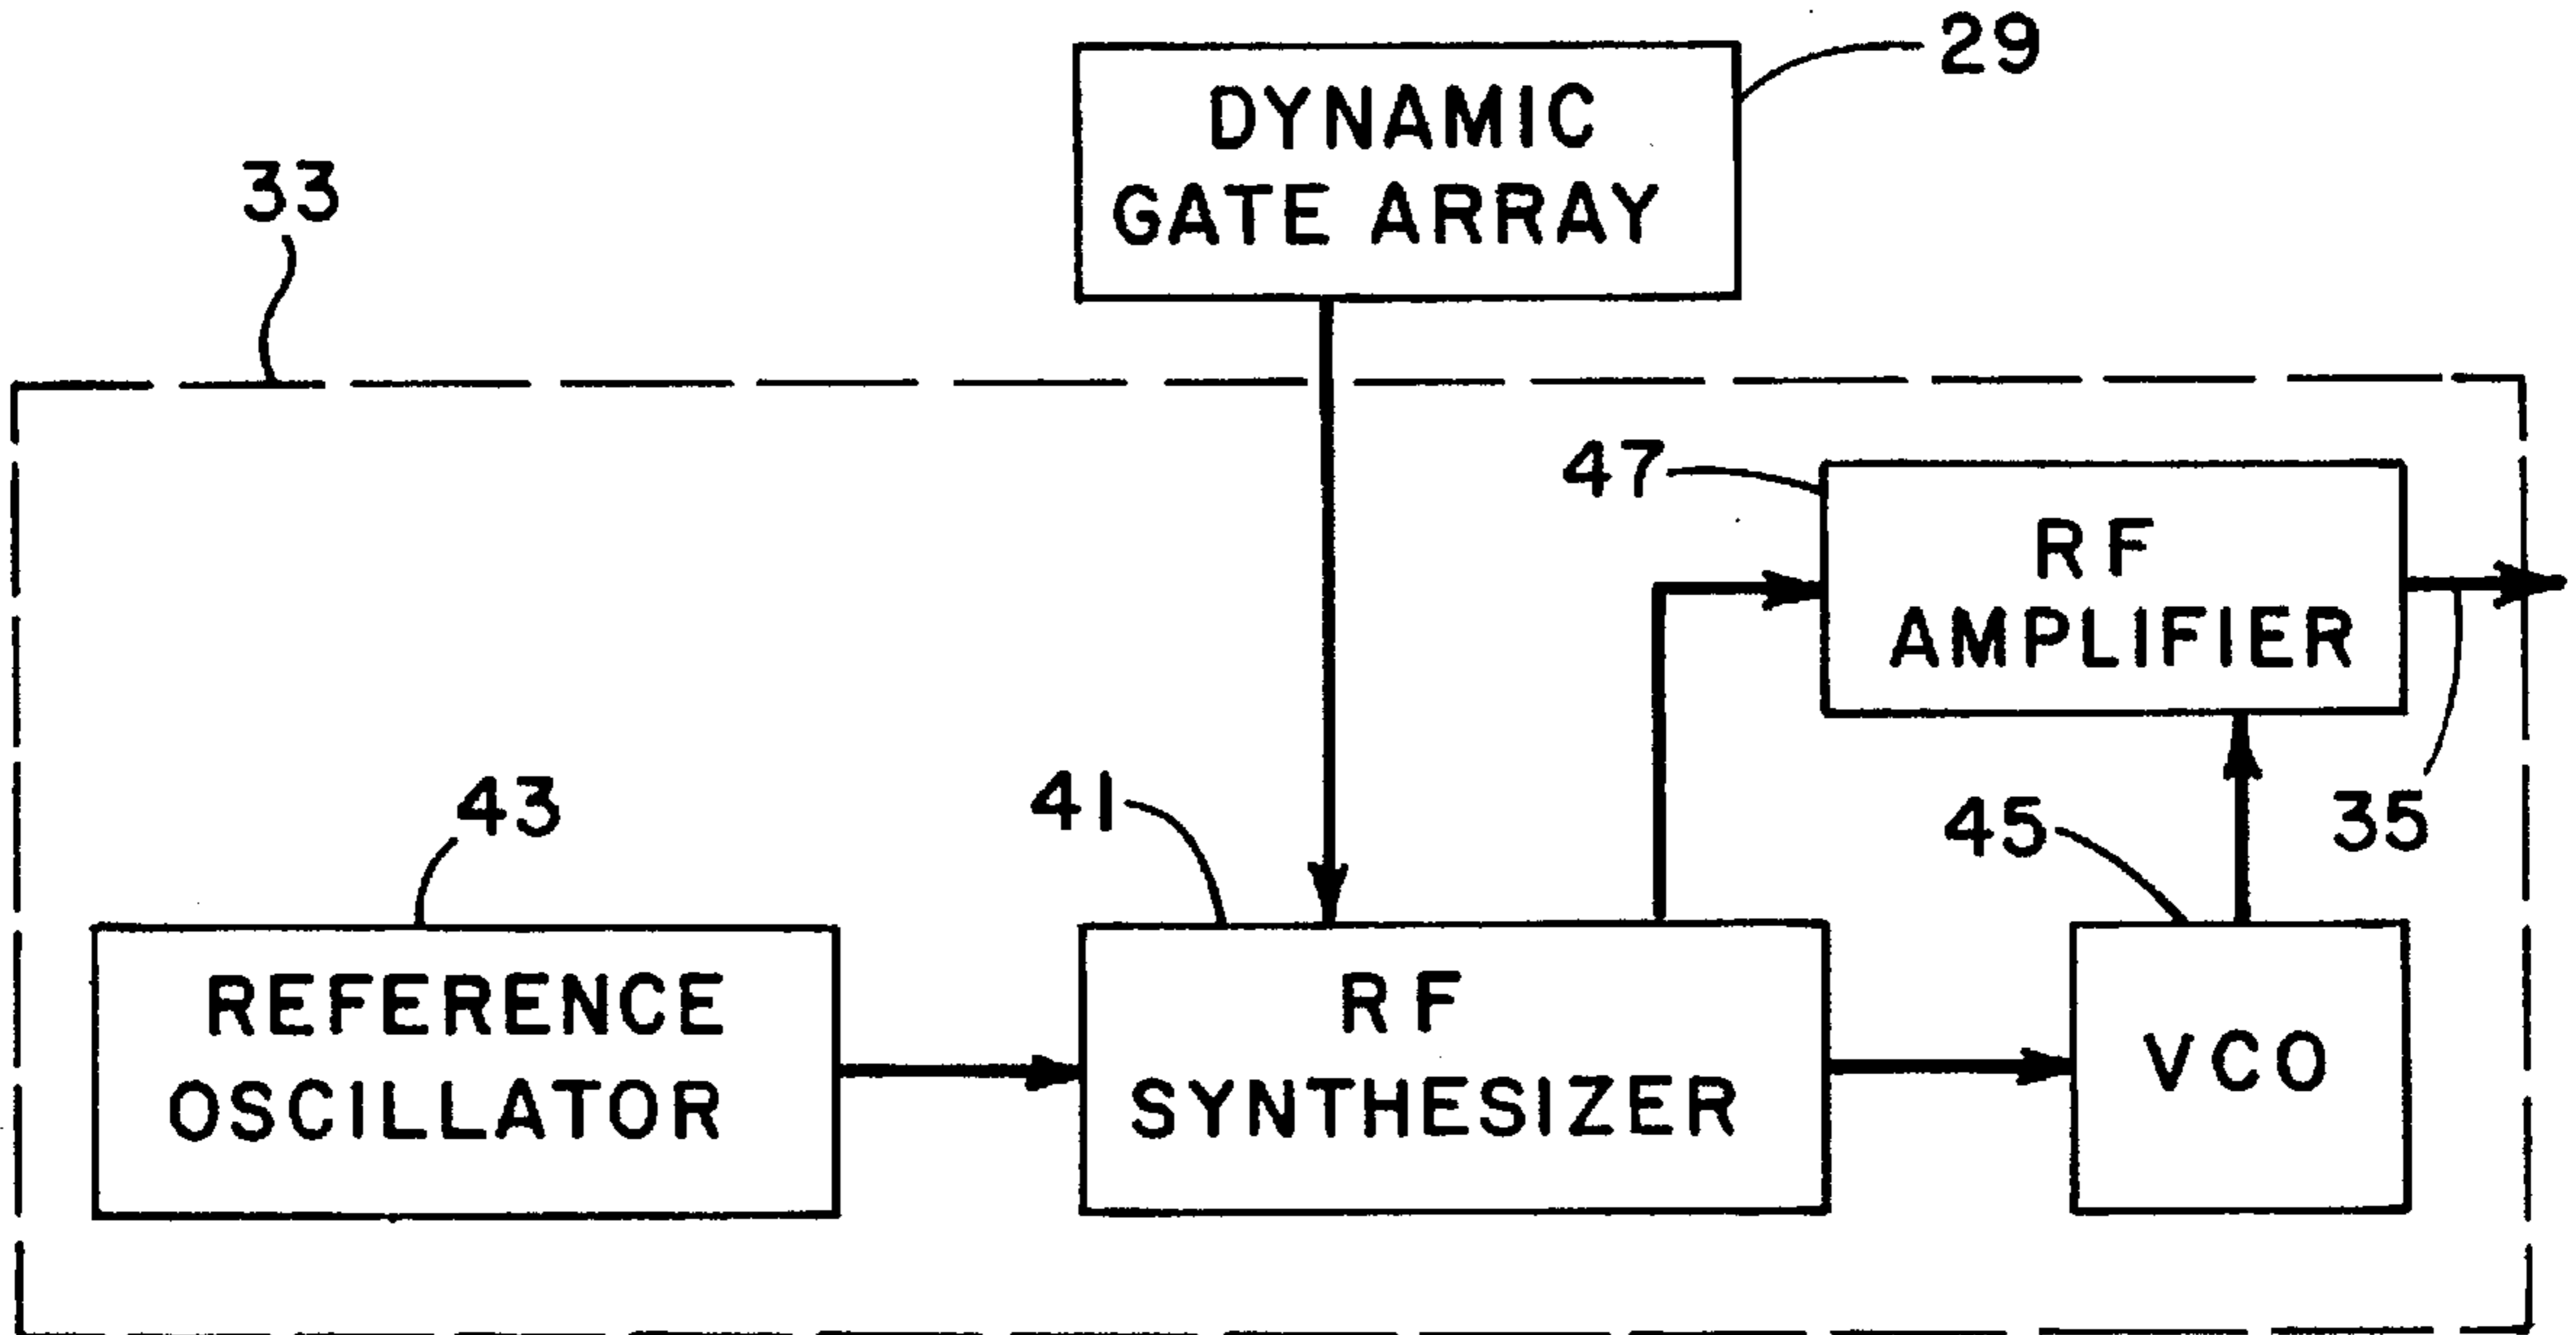 29
DYNAMIC
GATE ARRAY
33
47
RF
AMPLIFIER
43
41
45
35
REFERENCE
OSCILLATOR
RF
SYNTHESIZER
VCO